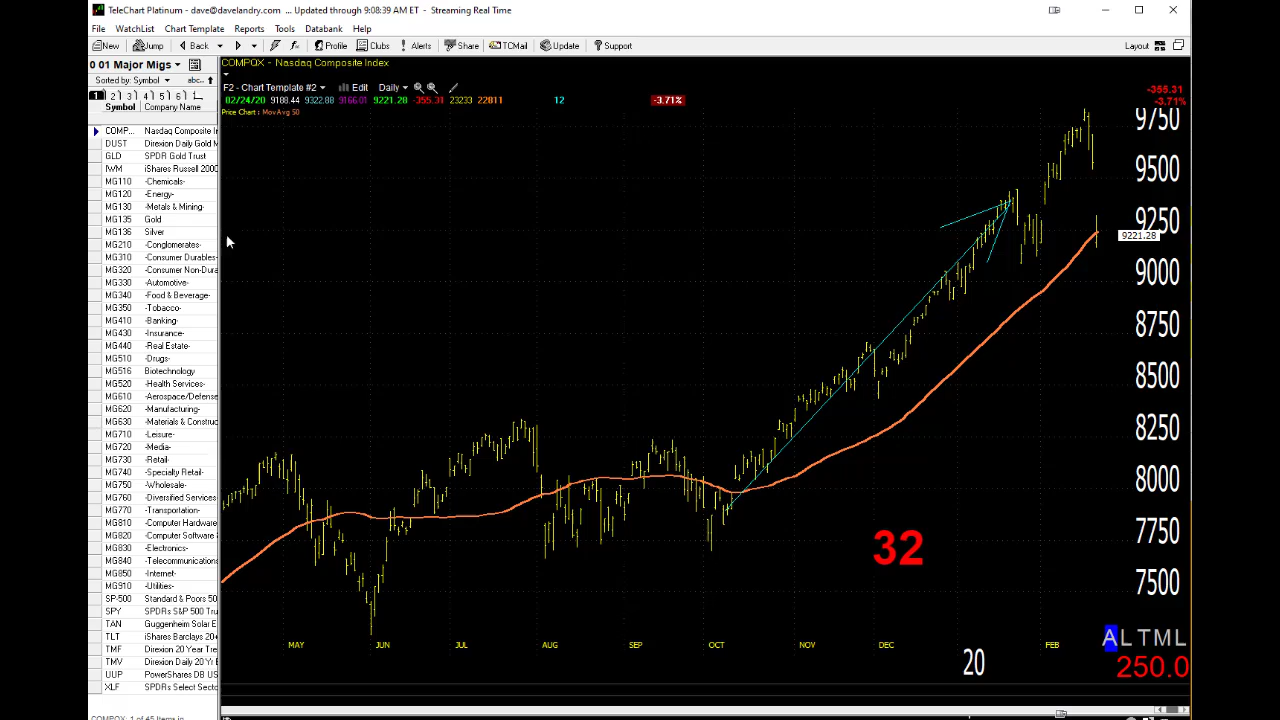 TeleChart Platinum - dave@davelandry.com ... Updated through 9:08:39 AM ET - Streaming Real Time
File WatchList Chart Template Reports Tools Databank Help
New Jump Back Profile Clubs Alerts Share TCMail Update Support Layout
0 01 Major Migs
COMPQX - Nasdaq Composite Index
Sorted by: Symbol abc..
F2 - Chart Template #2 Edit Daily
-355.31
1 2 3 4 5 6
02/24/20 9188.44 9322.88 9166.01 9221.28 -355.31 23233 22811 12 -3.71%
-3.71%
Symbol Company Name
Price Chart : MovAvg 50
COMP... Nasdaq Composite In
DUST Direxion Daily Gold M
GLD SPDR Gold Trust
IWM iShares Russell 2000
MG110 -Chemicals-
MG120 -Energy-
MG130 -Metals & Mining-
MG135 Gold
MG136 Silver
MG210 -Conglomerates-
MG310 -Consumer Durables-
MG320 -Consumer Non-Dura
MG330 -Automotive-
MG340 -Food & Beverage-
MG350 -Tobacco-
MG410 -Banking-
MG430 -Insurance-
MG440 -Real Estate-
MG510 -Drugs-
MG516 Biotechnology
MG520 -Health Services-
MG610 -Aerospace/Defense
MG620 -Manufacturing-
MG630 -Materials & Construc
MG710 -Leisure-
MG720 -Media-
MG730 -Retail-
MG740 -Specialty Retail-
MG750 -Wholesale-
MG760 -Diversified Services
MG770 -Transportation-
MG810 -Computer Hardware
MG820 -Computer Software
MG830 -Electronics-
MG840 -Telecommunications
MG850 -Internet-
MG910 -Utilities-
SP-500 Standard & Poors 50
SPY SPDRs S&P 500 Tru
TAN Guggenheim Solar E
TLT iShares Barclays 20+
TMF Direxion 20 Year Tre
TMV Direxion Daily 20 Yr B
UUP PowerShares DB US
XLF SPDRs Select Secto
9750
9500
9250
9221.28
9000
8750
8500
8250
8000
7750
7500
32
MAY JUN JUL AUG SEP OCT NOV DEC 20 FEB
A L T M L
250.0